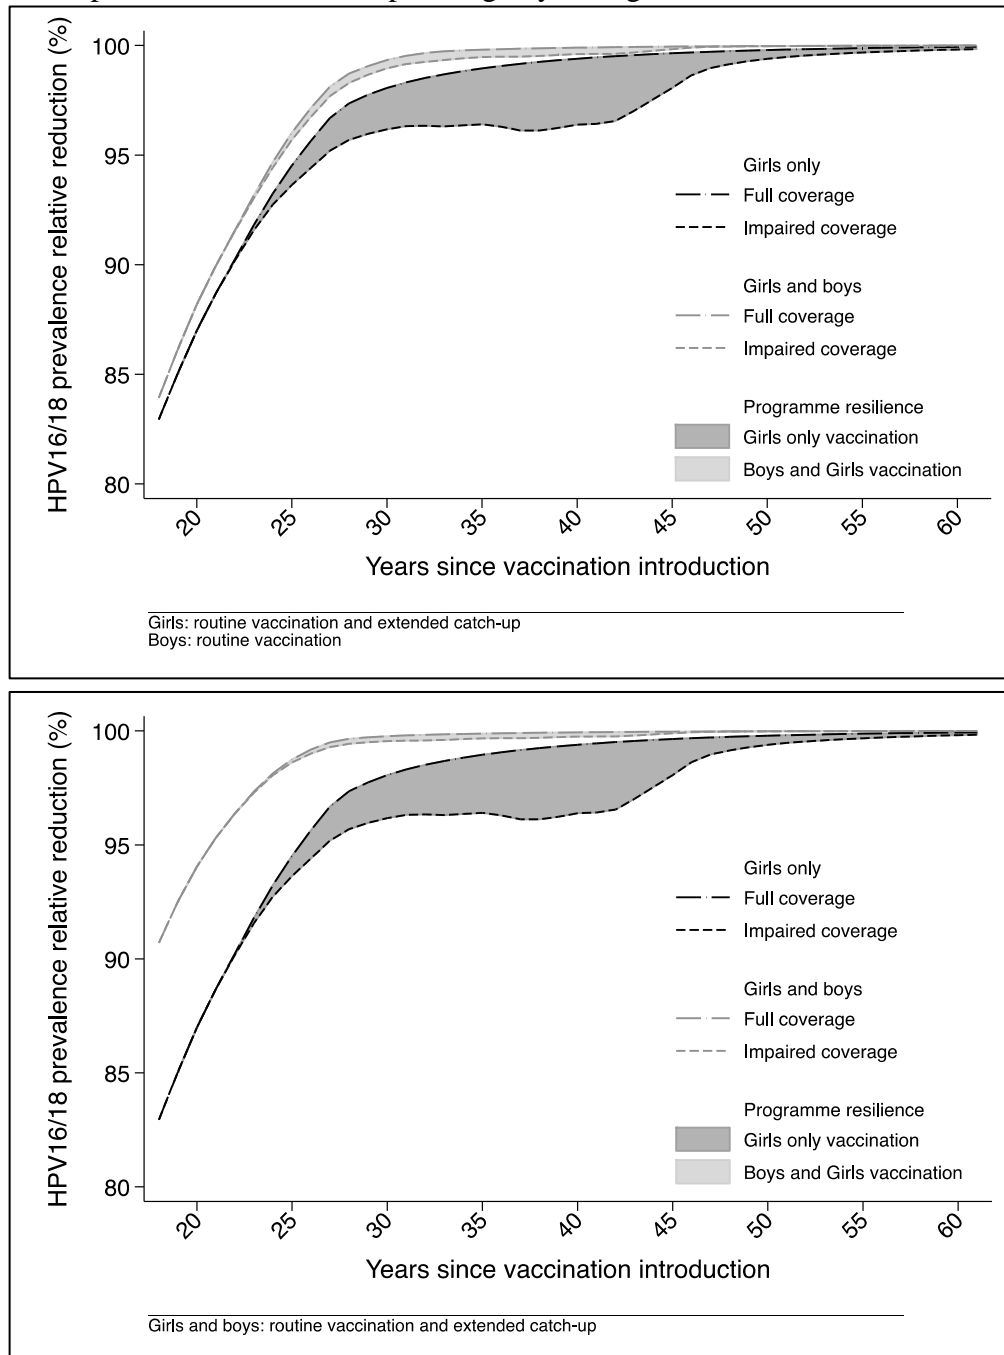 HPV16/18 prevalence relative reduction (%)
100
95
90
85
80
Girls only
Full coverage
Impaired coverage
Girls and boys
Full coverage
Impaired coverage
Programme resilience
Girls only vaccination
Boys and Girls vaccination
20 25 30 35 40 45 50 55 60
Years since vaccination introduction
Girls: routine vaccination and extended catch-up
Boys: routine vaccination
HPV16/18 prevalence relative reduction (%)
100
95
90
85
80
Girls only
Full coverage
Impaired coverage
Girls and boys
Full coverage
Impaired coverage
Programme resilience
Girls only vaccination
Boys and Girls vaccination
20 25 30 35 40 45 50 55 60
Years since vaccination introduction
Girls and boys: routine vaccination and extended catch-up